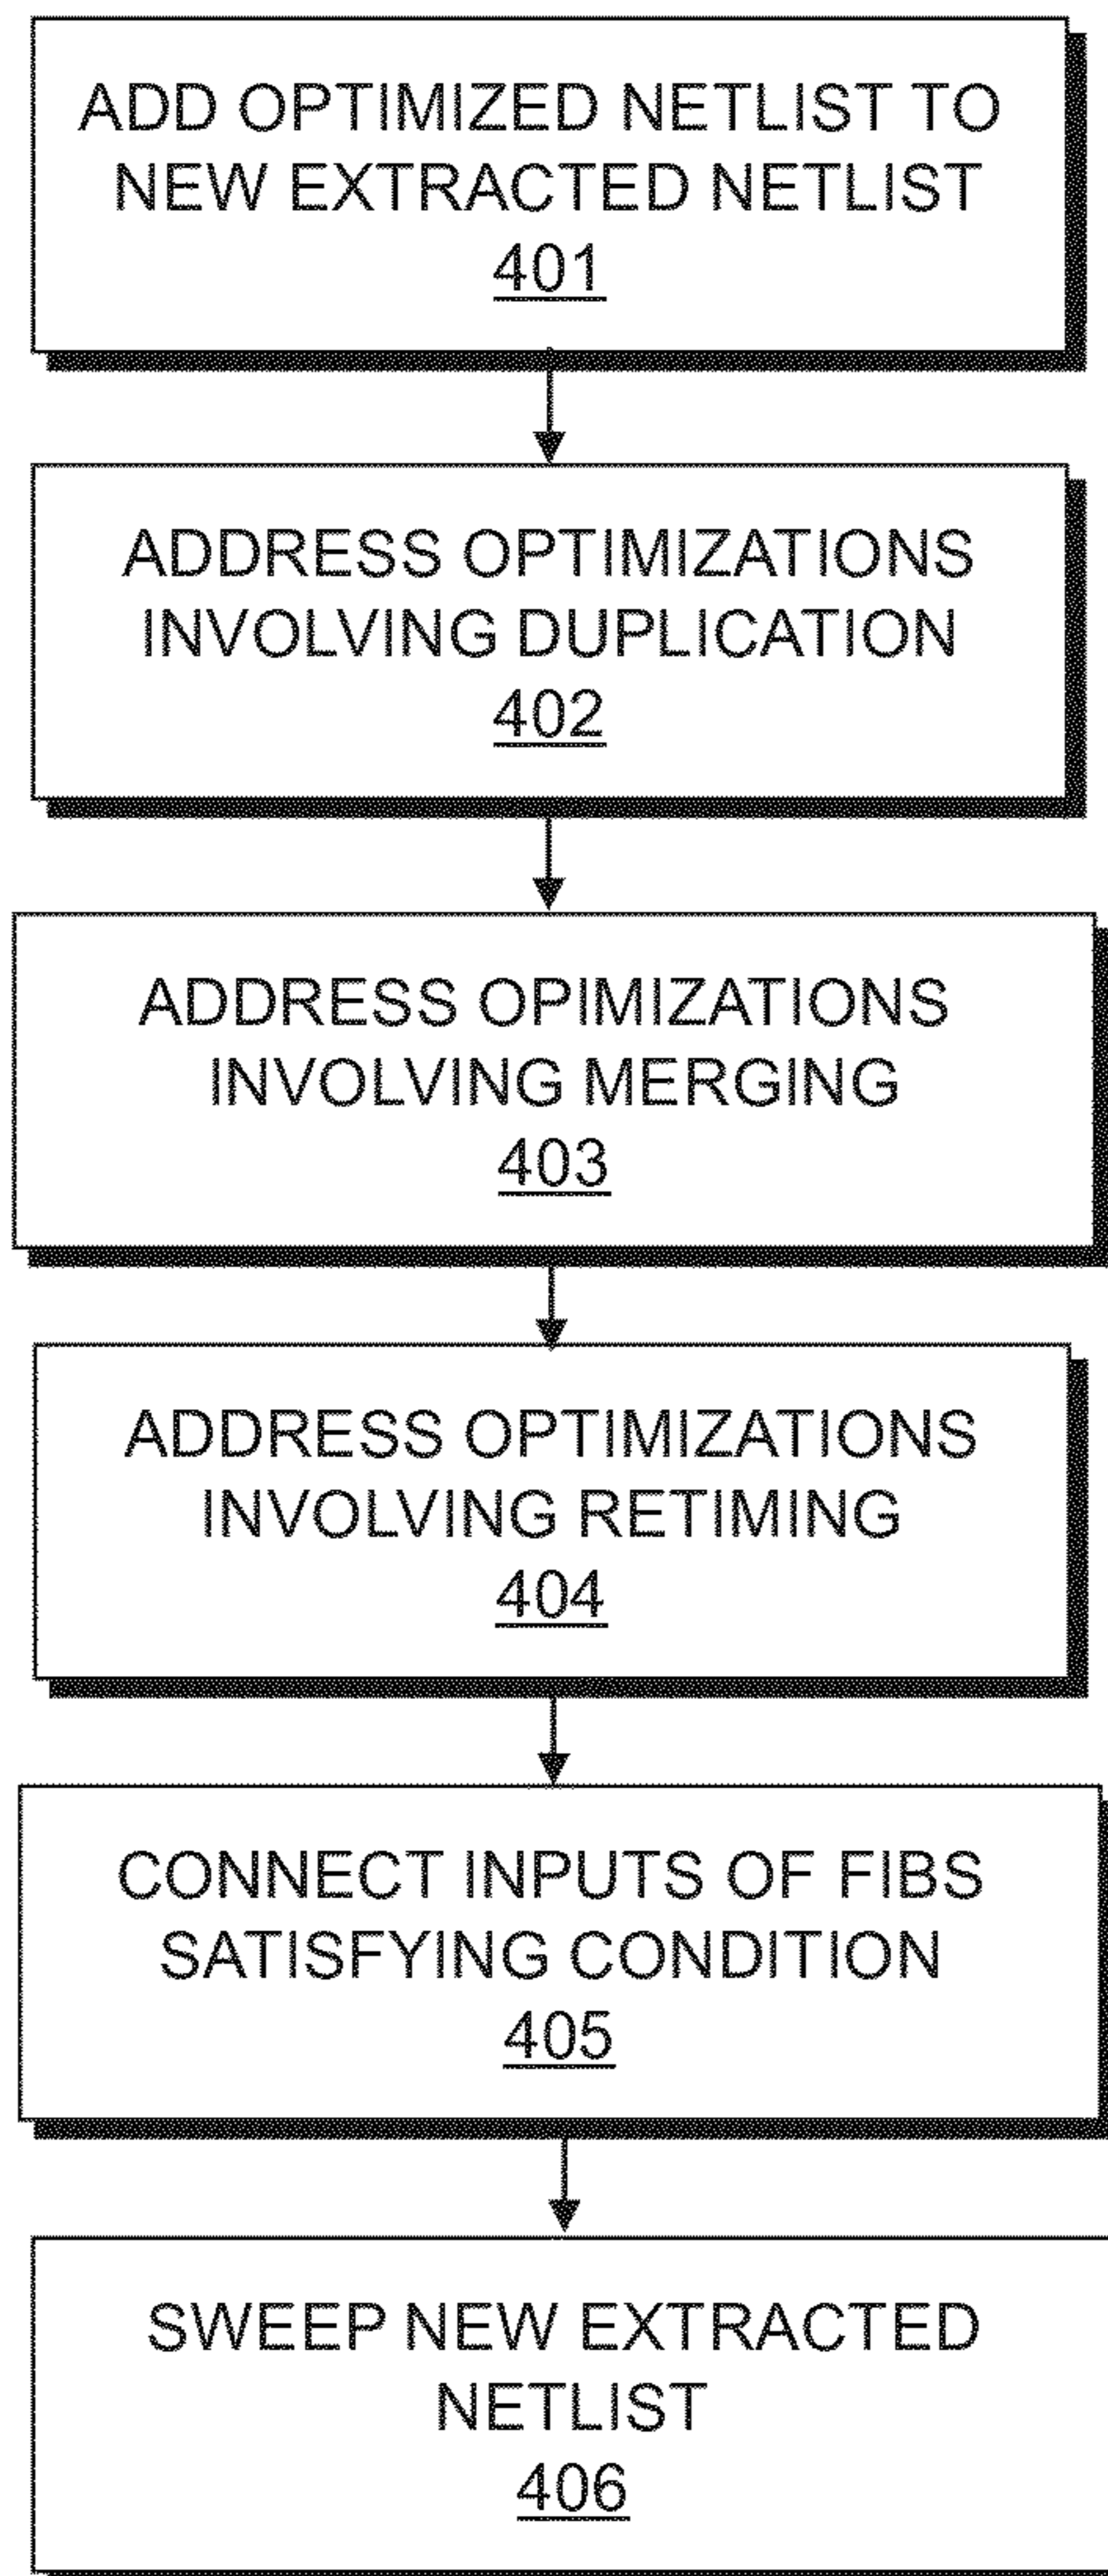 ADD OPTIMIZED NETLIST TO
NEW EXTRACTED NETLIST
401
ADDRESS OPTIMIZATIONS
INVOLVING DUPLICATION
402
ADDRESS OPIMIZATIONS
INVOLVING MERGING
403
ADDRESS OPTIMIZATIONS
INVOLVING RETIMING
404
CONNECT INPUTS OF FIBS
SATISFYING CONDITION
405
SWEEP NEW EXTRACTED
NETLIST
406